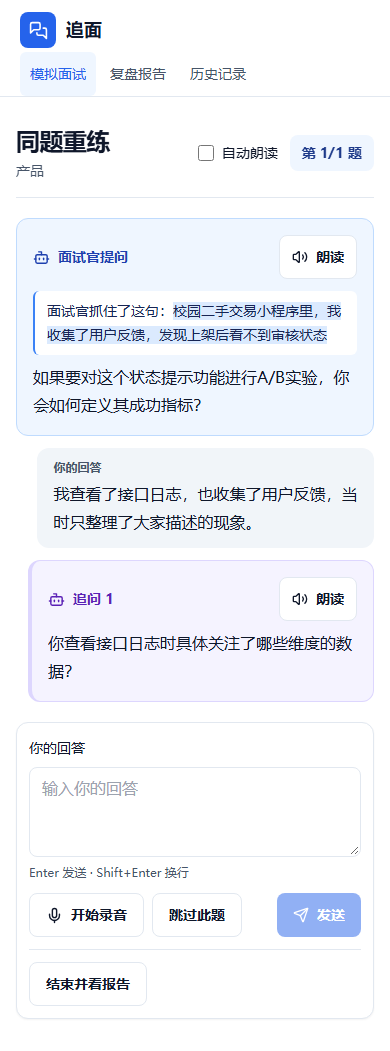 追面
模拟面试 复盘报告 历史记录
同题重练
产品
自动朗读
第 1/1 题
面试官提问
朗读
面试官抓住了这句：校园二手交易小程序里，我
收集了用户反馈，发现上架后看不到审核状态
如果要对这个状态提示功能进行A/B实验，你
会如何定义其成功指标？
你的回答
我查看了接口日志，也收集了用户反馈，当
时只整理了大家描述的现象。
追问 1
朗读
你查看接口日志时具体关注了哪些维度的数
据？
你的回答
输入你的回答
Enter 发送 · Shift+Enter 换行
开始录音 跳过此题 发送
结束并看报告